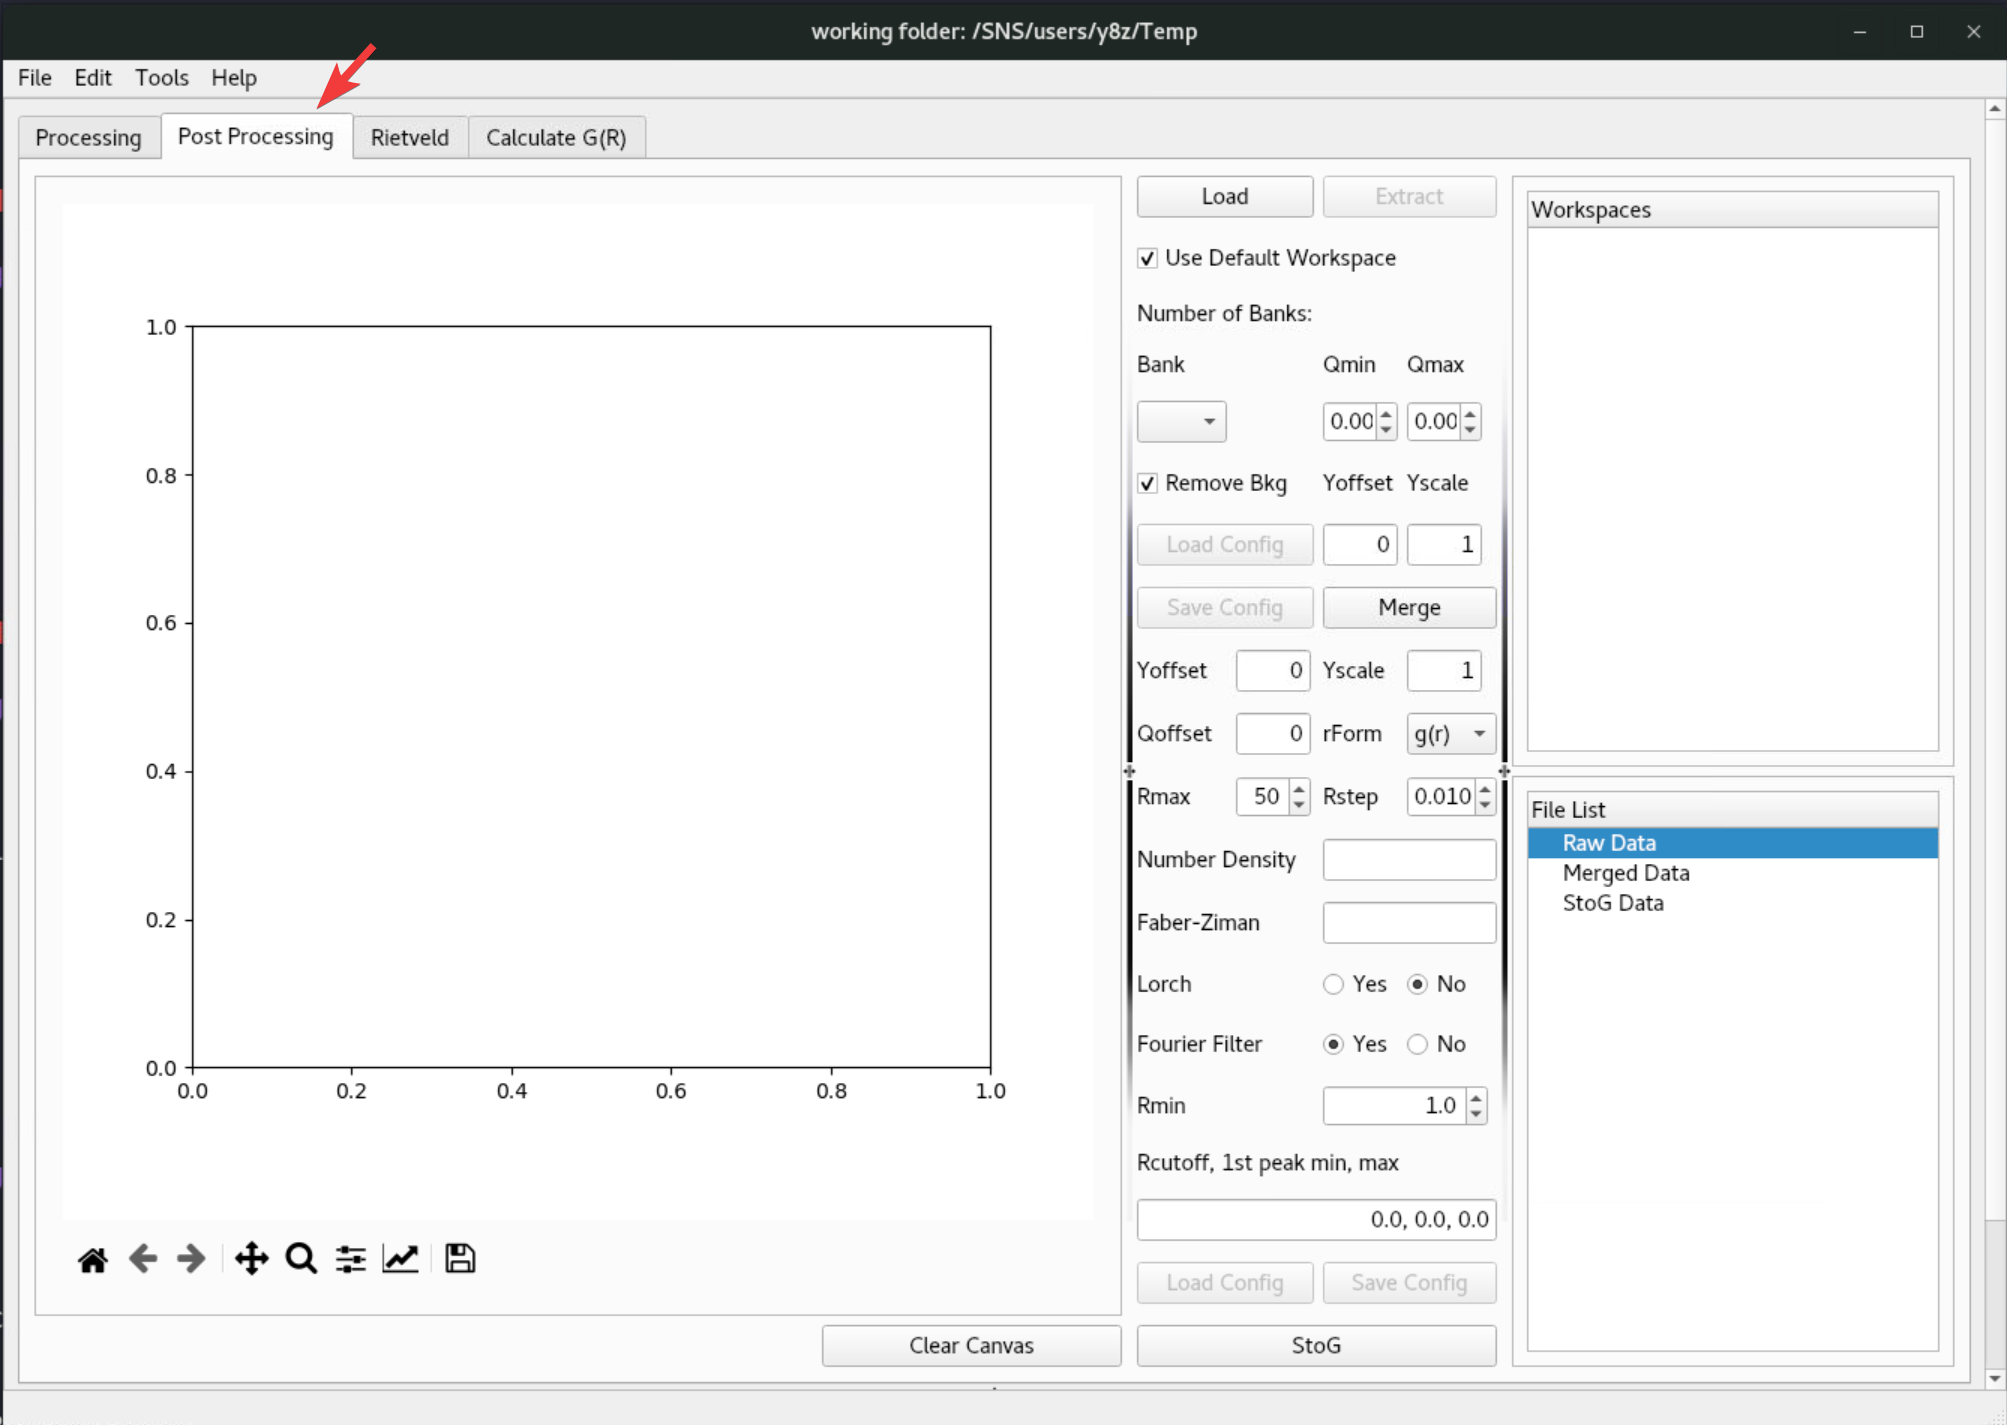 working folder: /SNS/users/y8z/Temp
File Edit Tools Help
Processing Post Processing Rietveld Calculate G(R)
Load Extract
Use Default Workspace
Number of Banks:
Bank Qmin Qmax
0.00 0.00
Remove Bkg Yoffset Yscale
Load Config 0 1
Save Config Merge
Yoffset 0 Yscale 1
Qoffset 0 rForm g(r)
Rmax 50 Rstep 0.010
Number Density
Faber-Ziman
Lorch Yes No
Fourier Filter Yes No
Rmin 1.0
Rcutoff, 1st peak min, max
0.0, 0.0, 0.0
Load Config Save Config
StoG
1.0
0.8
0.6
0.4
0.2
0.0
0.0 0.2 0.4 0.6 0.8 1.0
Clear Canvas
Workspaces
File List
Raw Data
Merged Data
StoG Data